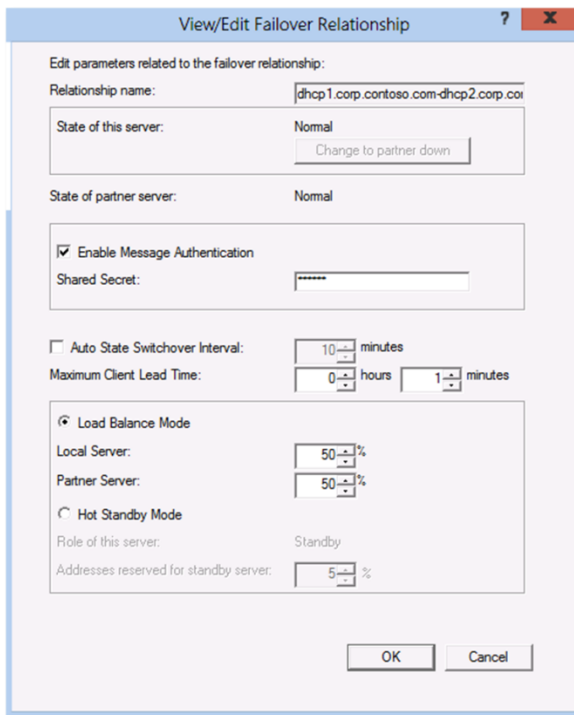 View/Edit Failover Relationship ? X
Edit parameters related to the failover relationship:
Relationship name: dhcp1.corp.contoso.com-dhcp2.corp.co
State of this server: Normal
Change to partner down
State of partner server: Normal
Enable Message Authentication
Shared Secret: ******
Auto State Switchover Interval: 10 minutes
Maximum Client Lead Time: 0 hours 1 minutes
Load Balance Mode
Local Server: 50 %
Partner Server: 50 %
Hot Standby Mode
Role of this server: Standby
Addresses reserved for standby server: 5 %
OK Cancel